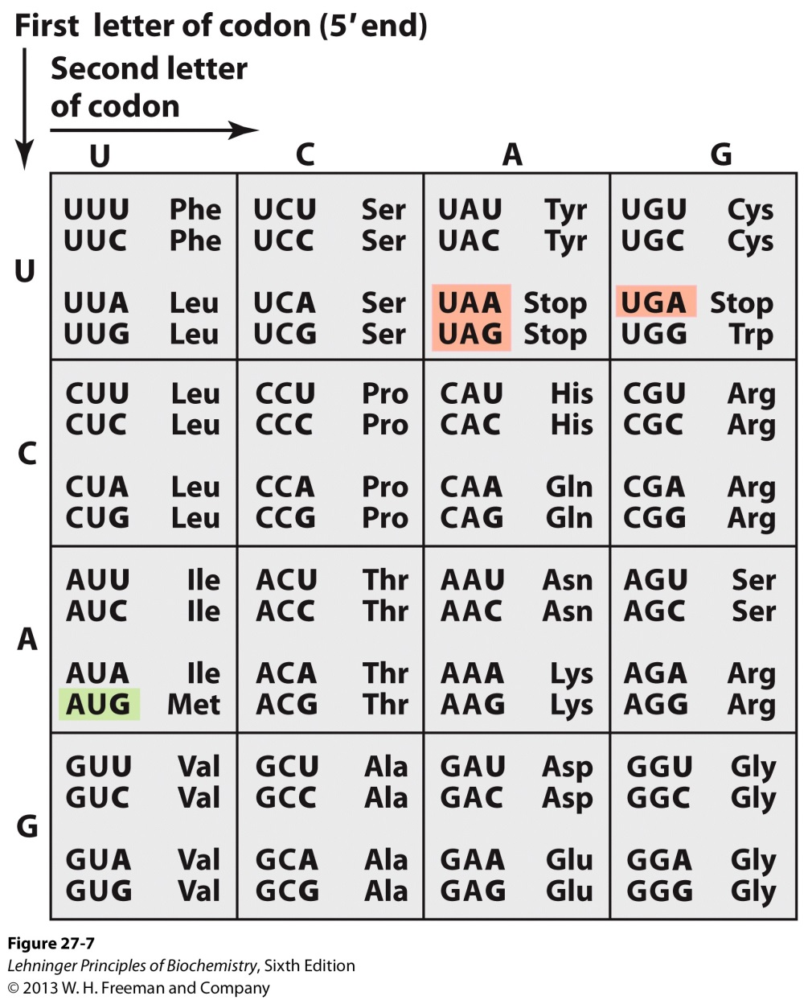 First letter of codon (5′ end)
Second letter
of codon
U C A G
UUU Phe UCU Ser UAU Tyr UGU Cys
UUC Phe UCC Ser UAC Tyr UGC Cys
U
UUA Leu UCA Ser UAA Stop UGA Stop
UUG Leu UCG Ser UAG Stop UGG Trp
CUU Leu CCU Pro CAU His CGU Arg
CUC Leu CCC Pro CAC His CGC Arg
C
CUA Leu CCA Pro CAA Gln CGA Arg
CUG Leu CCG Pro CAG Gln CGG Arg
AUU Ile ACU Thr AAU Asn AGU Ser
AUC Ile ACC Thr AAC Asn AGC Ser
A
AUA Ile ACA Thr AAA Lys AGA Arg
AUG Met ACG Thr AAG Lys AGG Arg
GUU Val GCU Ala GAU Asp GGU Gly
GUC Val GCC Ala GAC Asp GGC Gly
G
GUA Val GCA Ala GAA Glu GGA Gly
GUG Val GCG Ala GAG Glu GGG Gly
Figure 27-7
Lehninger Principles of Biochemistry, Sixth Edition
© 2013 W. H. Freeman and Company